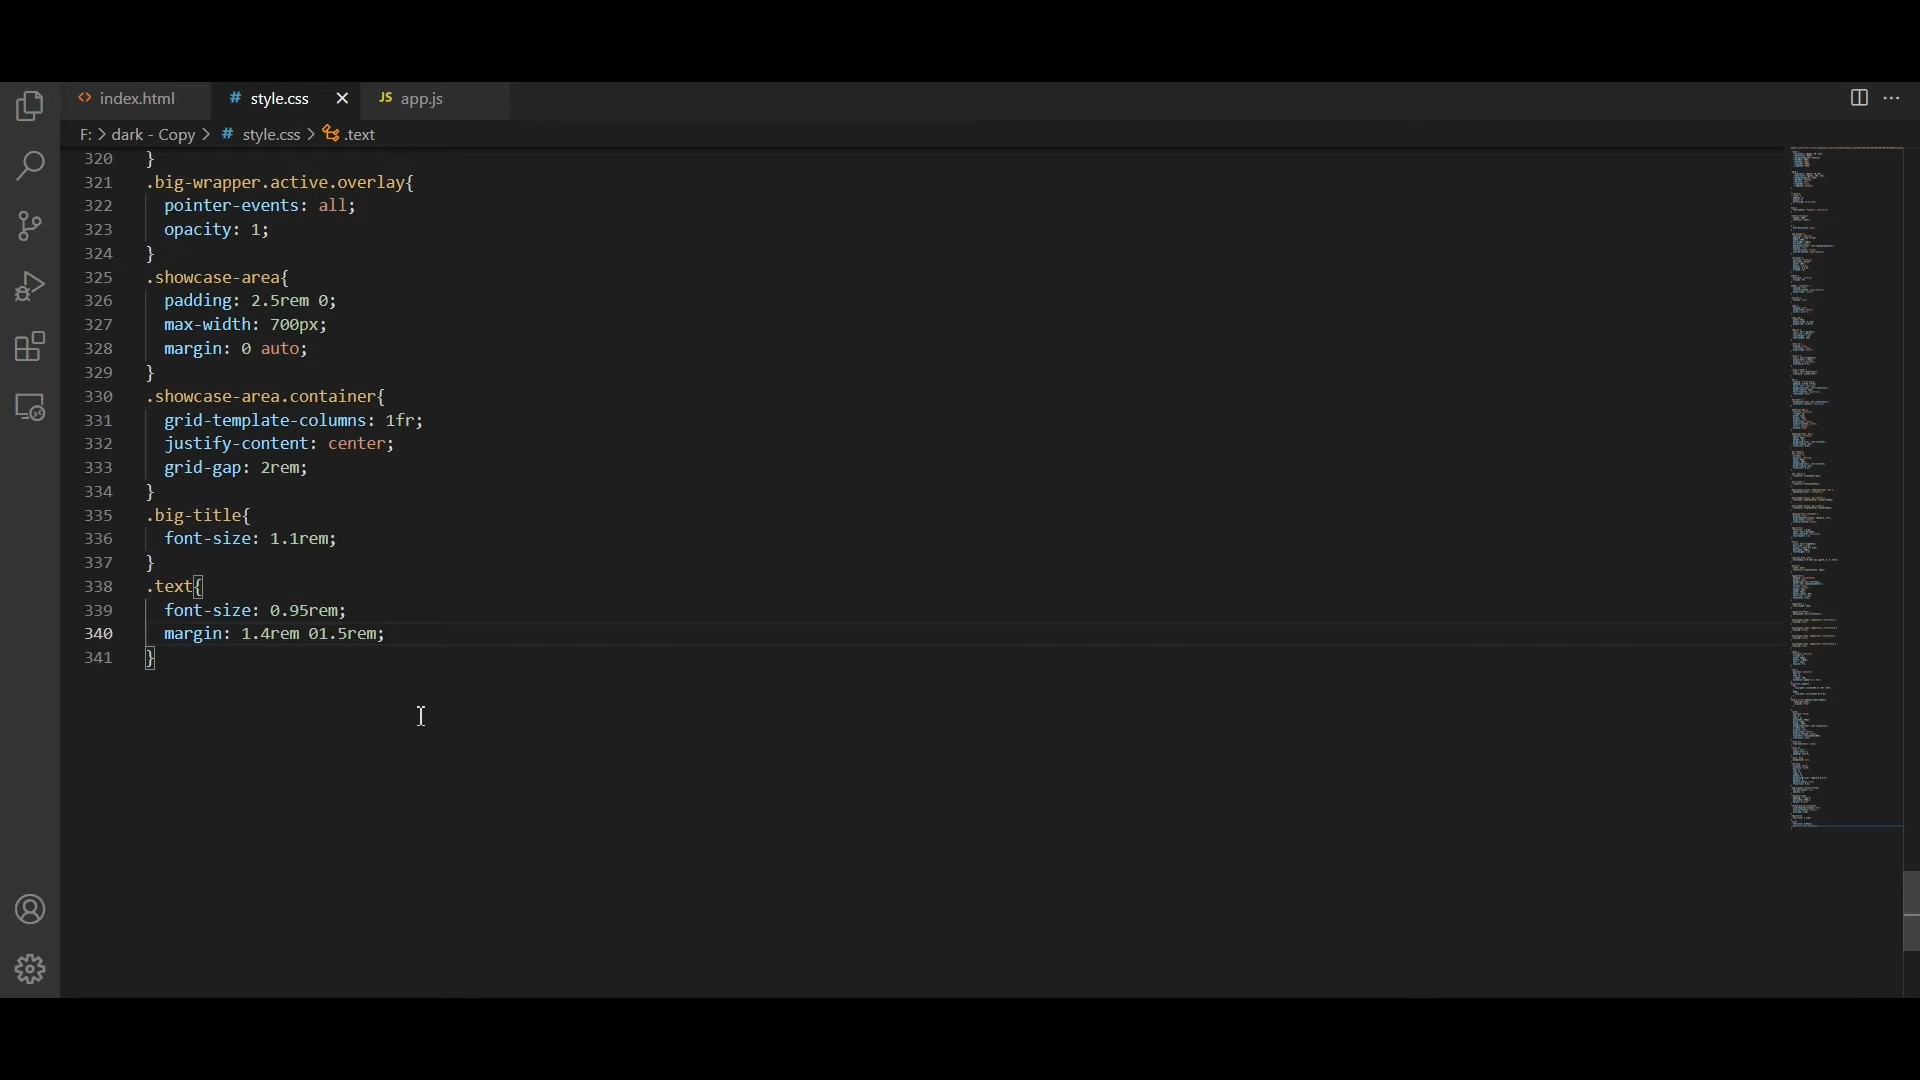 index.html
style.css
JS app.js
F: > dark - Copy > # style.css > .text
320 }
321 .big-wrapper.active.overlay{
322 pointer-events: all;
323 opacity: 1;
324 }
325 .showcase-area{
326 padding: 2.5rem 0;
327 max-width: 700px;
328 margin: 0 auto;
329 }
330 .showcase-area.container{
331 grid-template-columns: 1fr;
332 justify-content: center;
333 grid-gap: 2rem;
334 }
335 .big-title{
336 font-size: 1.1rem;
337 }
338 .text{
339 font-size: 0.95rem;
340 margin: 1.4rem 01.5rem;
341 }